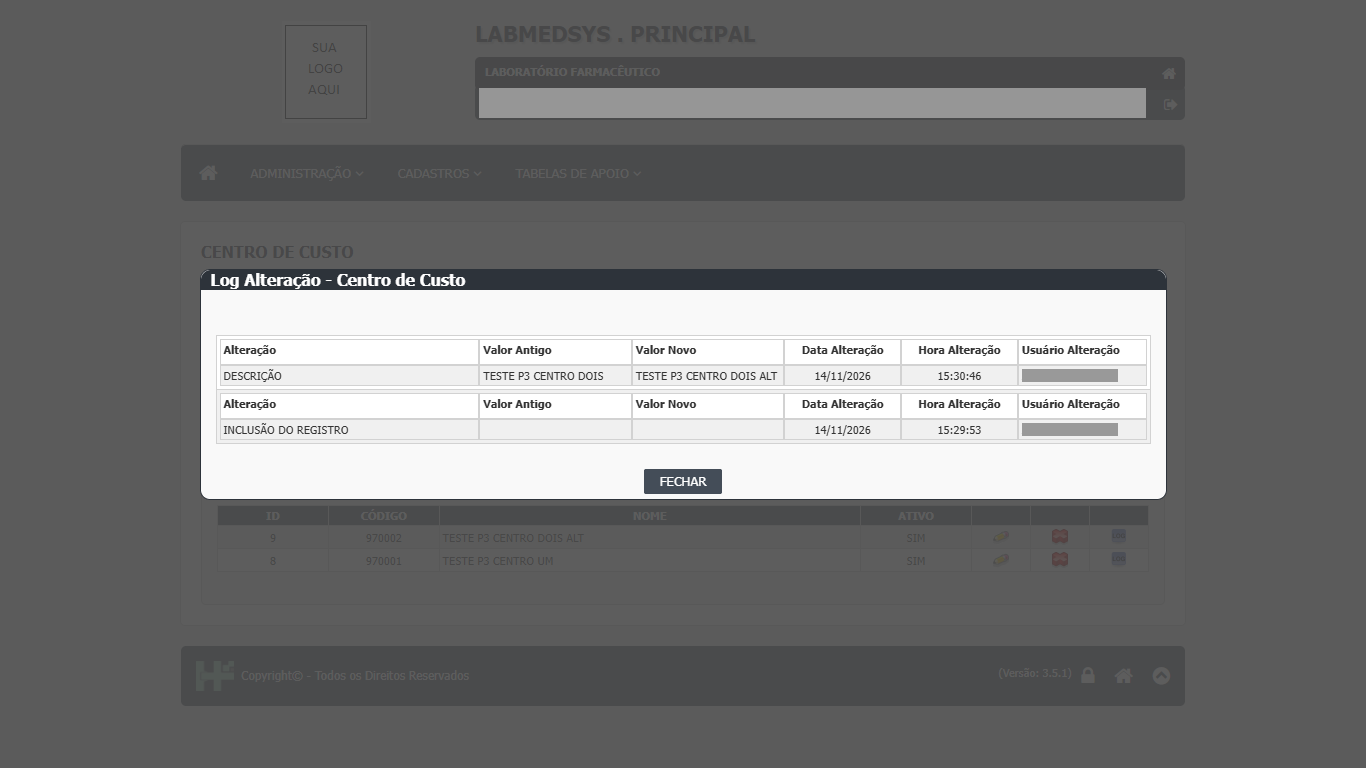 SUA
LOGO
AQUI
LABMEDSYS . PRINCIPAL
LABORATÓRIO FARMACÊUTICO
ADMINISTRAÇÃO CADASTROS TABELAS DE APOIO
CENTRO DE CUSTO
Log Alteração - Centro de Custo
Alteração Valor Antigo Valor Novo Data Alteração Hora Alteração Usuário Alteração
DESCRIÇÃO TESTE P3 CENTRO DOIS TESTE P3 CENTRO DOIS ALT 14/11/2026 15:30:46
Alteração Valor Antigo Valor Novo Data Alteração Hora Alteração Usuário Alteração
INCLUSÃO DO REGISTRO 14/11/2026 15:29:53
FECHAR
ID CÓDIGO NOME ATIVO
9 970002 TESTE P3 CENTRO DOIS ALT SIM
8 970001 TESTE P3 CENTRO UM SIM
Copyright© - Todos os Direitos Reservados (Versão: 3.5.1)